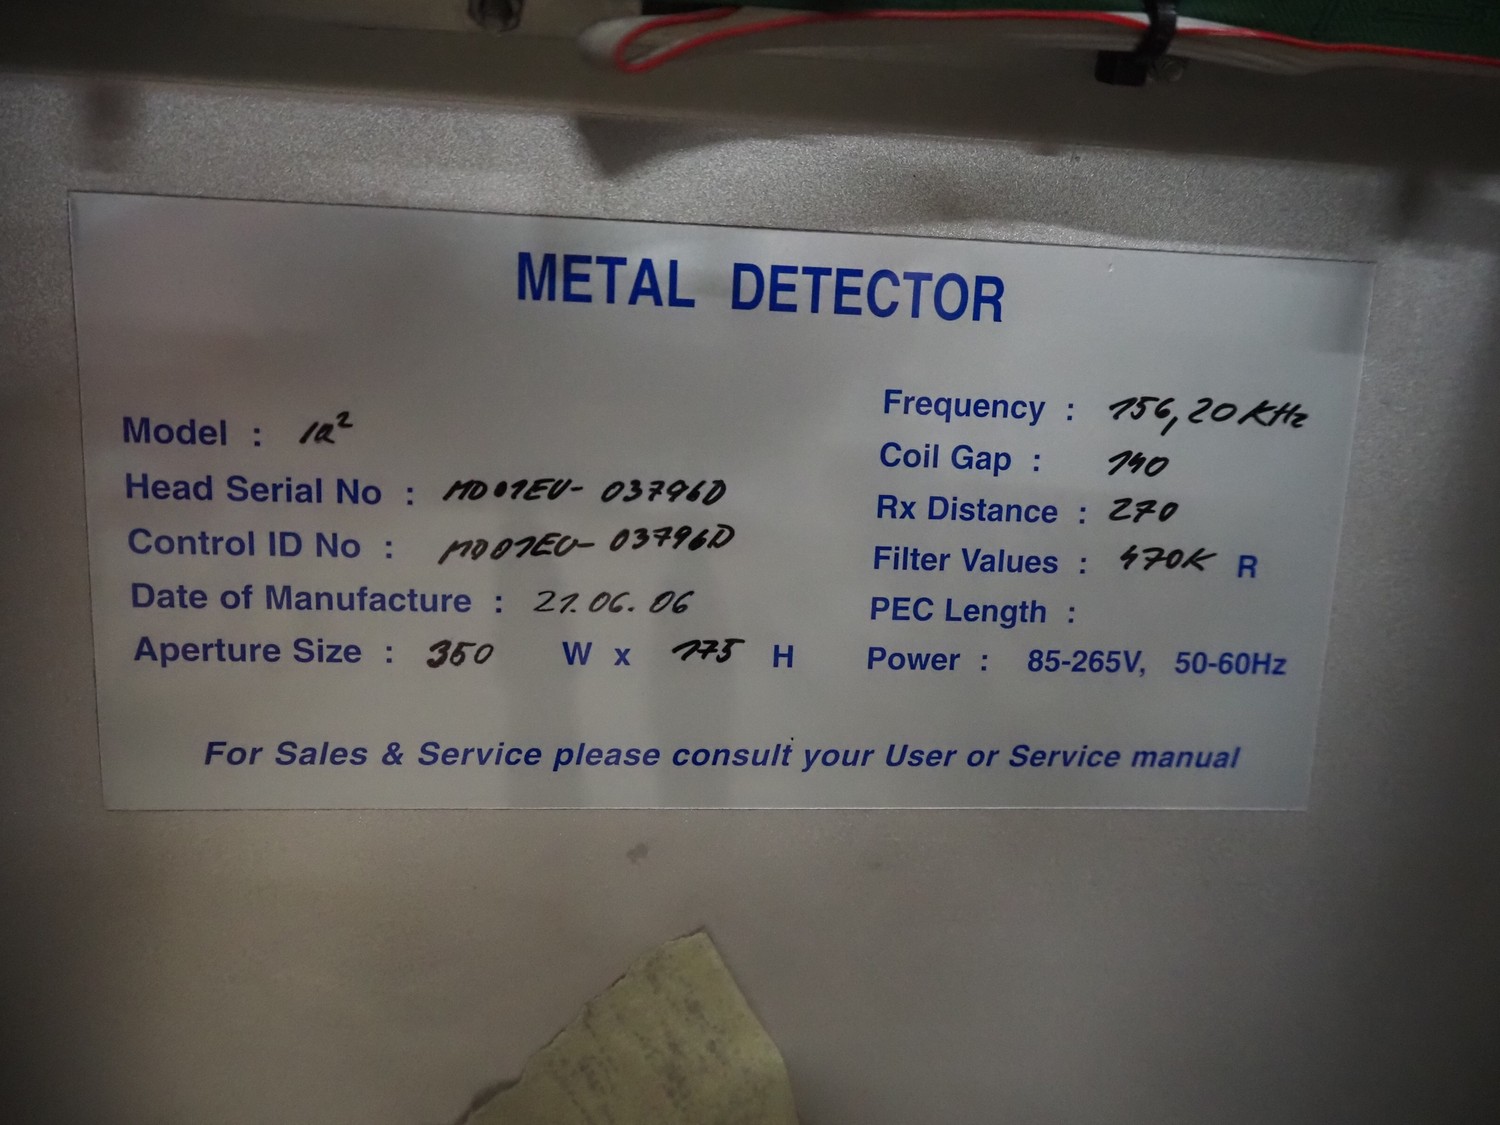 METAL DETECTOR
Model : IQ²
Head Serial No : MD01EU- 03796D
Control ID No : MD01EU- 03796D
Date of Manufacture : 21.06.06
Aperture Size : 350 W x 175 H
Frequency : 156,20 KHz
Coil Gap : 140
Rx Distance : 270
Filter Values : 470K R
PEC Length :
Power : 85-265V, 50-60Hz
For Sales & Service please consult your User or Service manual